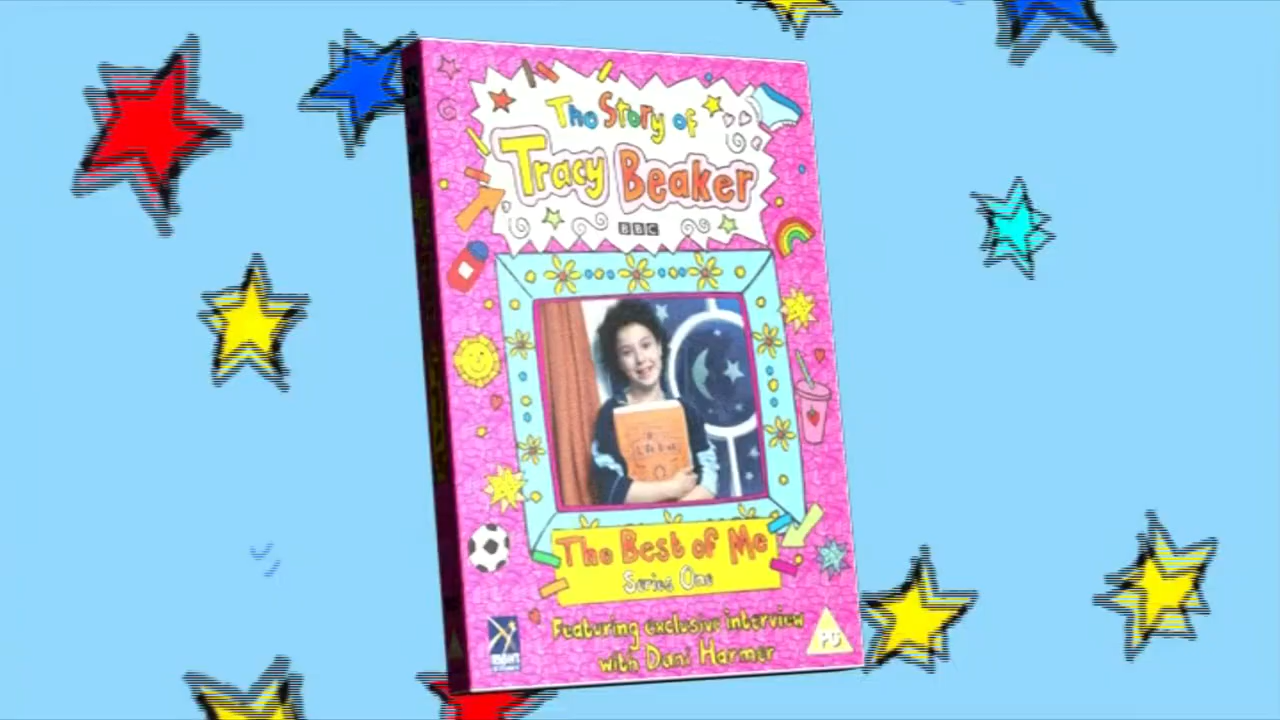 The Story of
Tracy Beaker
BBC
The Best of Me
Series One
Featuring exclusive interview
with Dani Harmer
PG